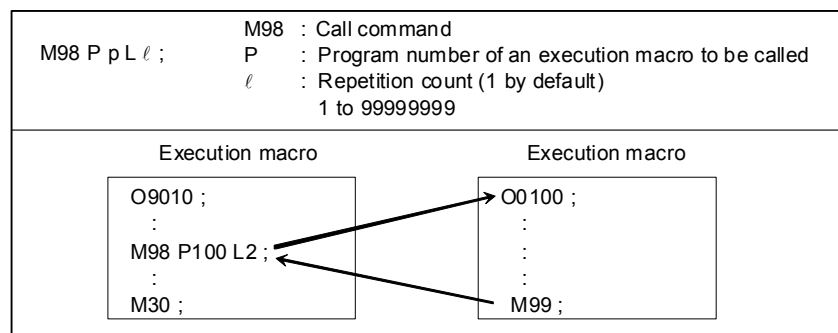 M98 P p L ℓ ;
M98 : Call command
P : Program number of an execution macro to be called
ℓ : Repetition count (1 by default)
1 to 99999999
Execution macro
O9010 ;
:
M98 P100 L2 ;
:
M30 ;
Execution macro
O0100 ;
:
:
:
M99 ;